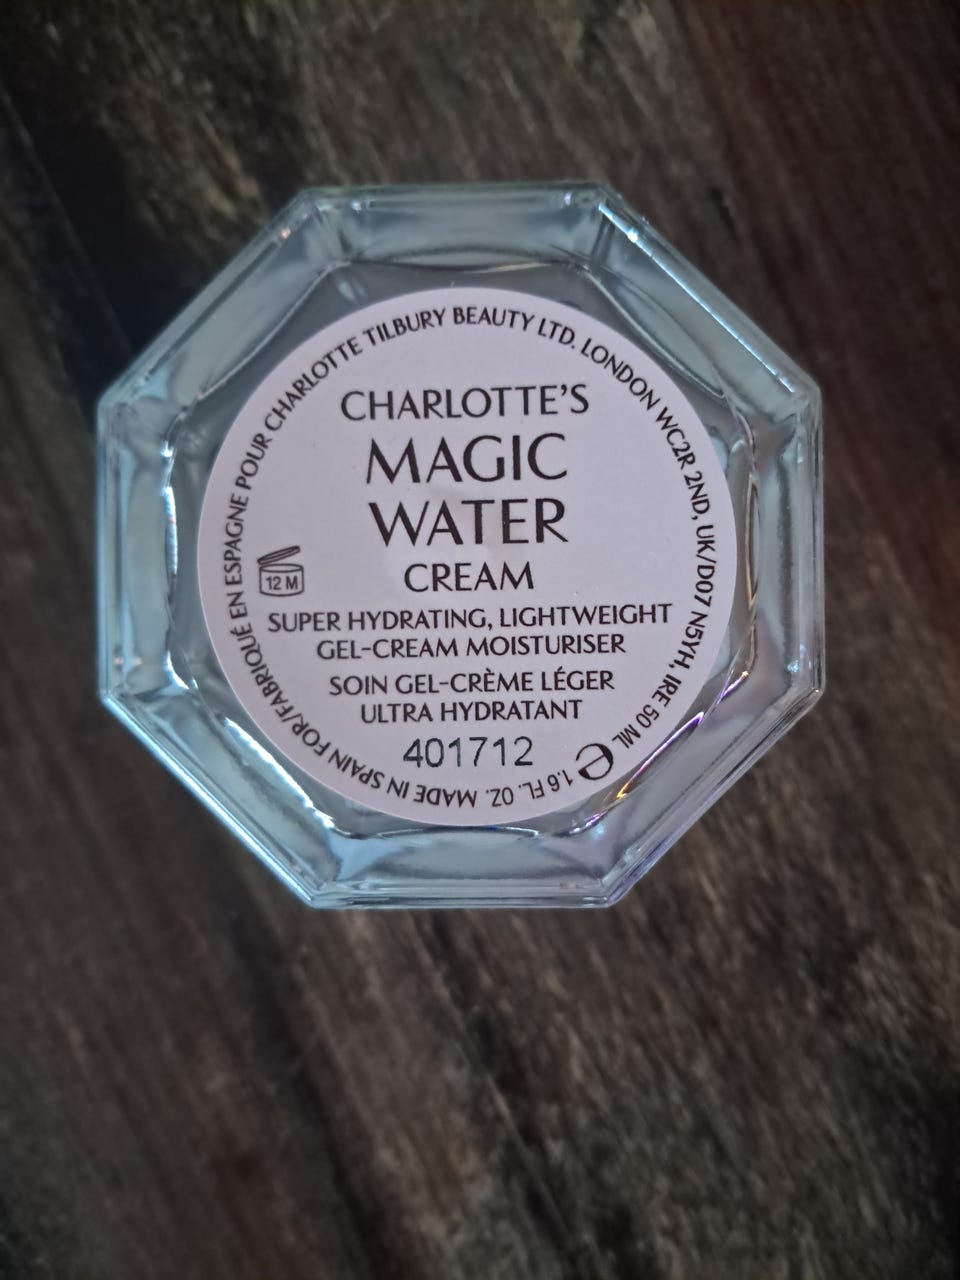 CHARLOTTE'S
MAGIC
WATER
CREAM
12 M
SUPER HYDRATING, LIGHTWEIGHT
GEL-CREAM MOISTURISER
SOIN GEL-CRÈME LÉGER
ULTRA HYDRATANT
401712
MADE IN SPAIN FOR/FABRIQUÉ EN ESPAGNE POUR CHARLOTTE TILBURY BEAUTY LTD. LONDON WC2R 2ND, UK/D07 N5YH, IRE 50 ML ℮ 1.6 FL. OZ.